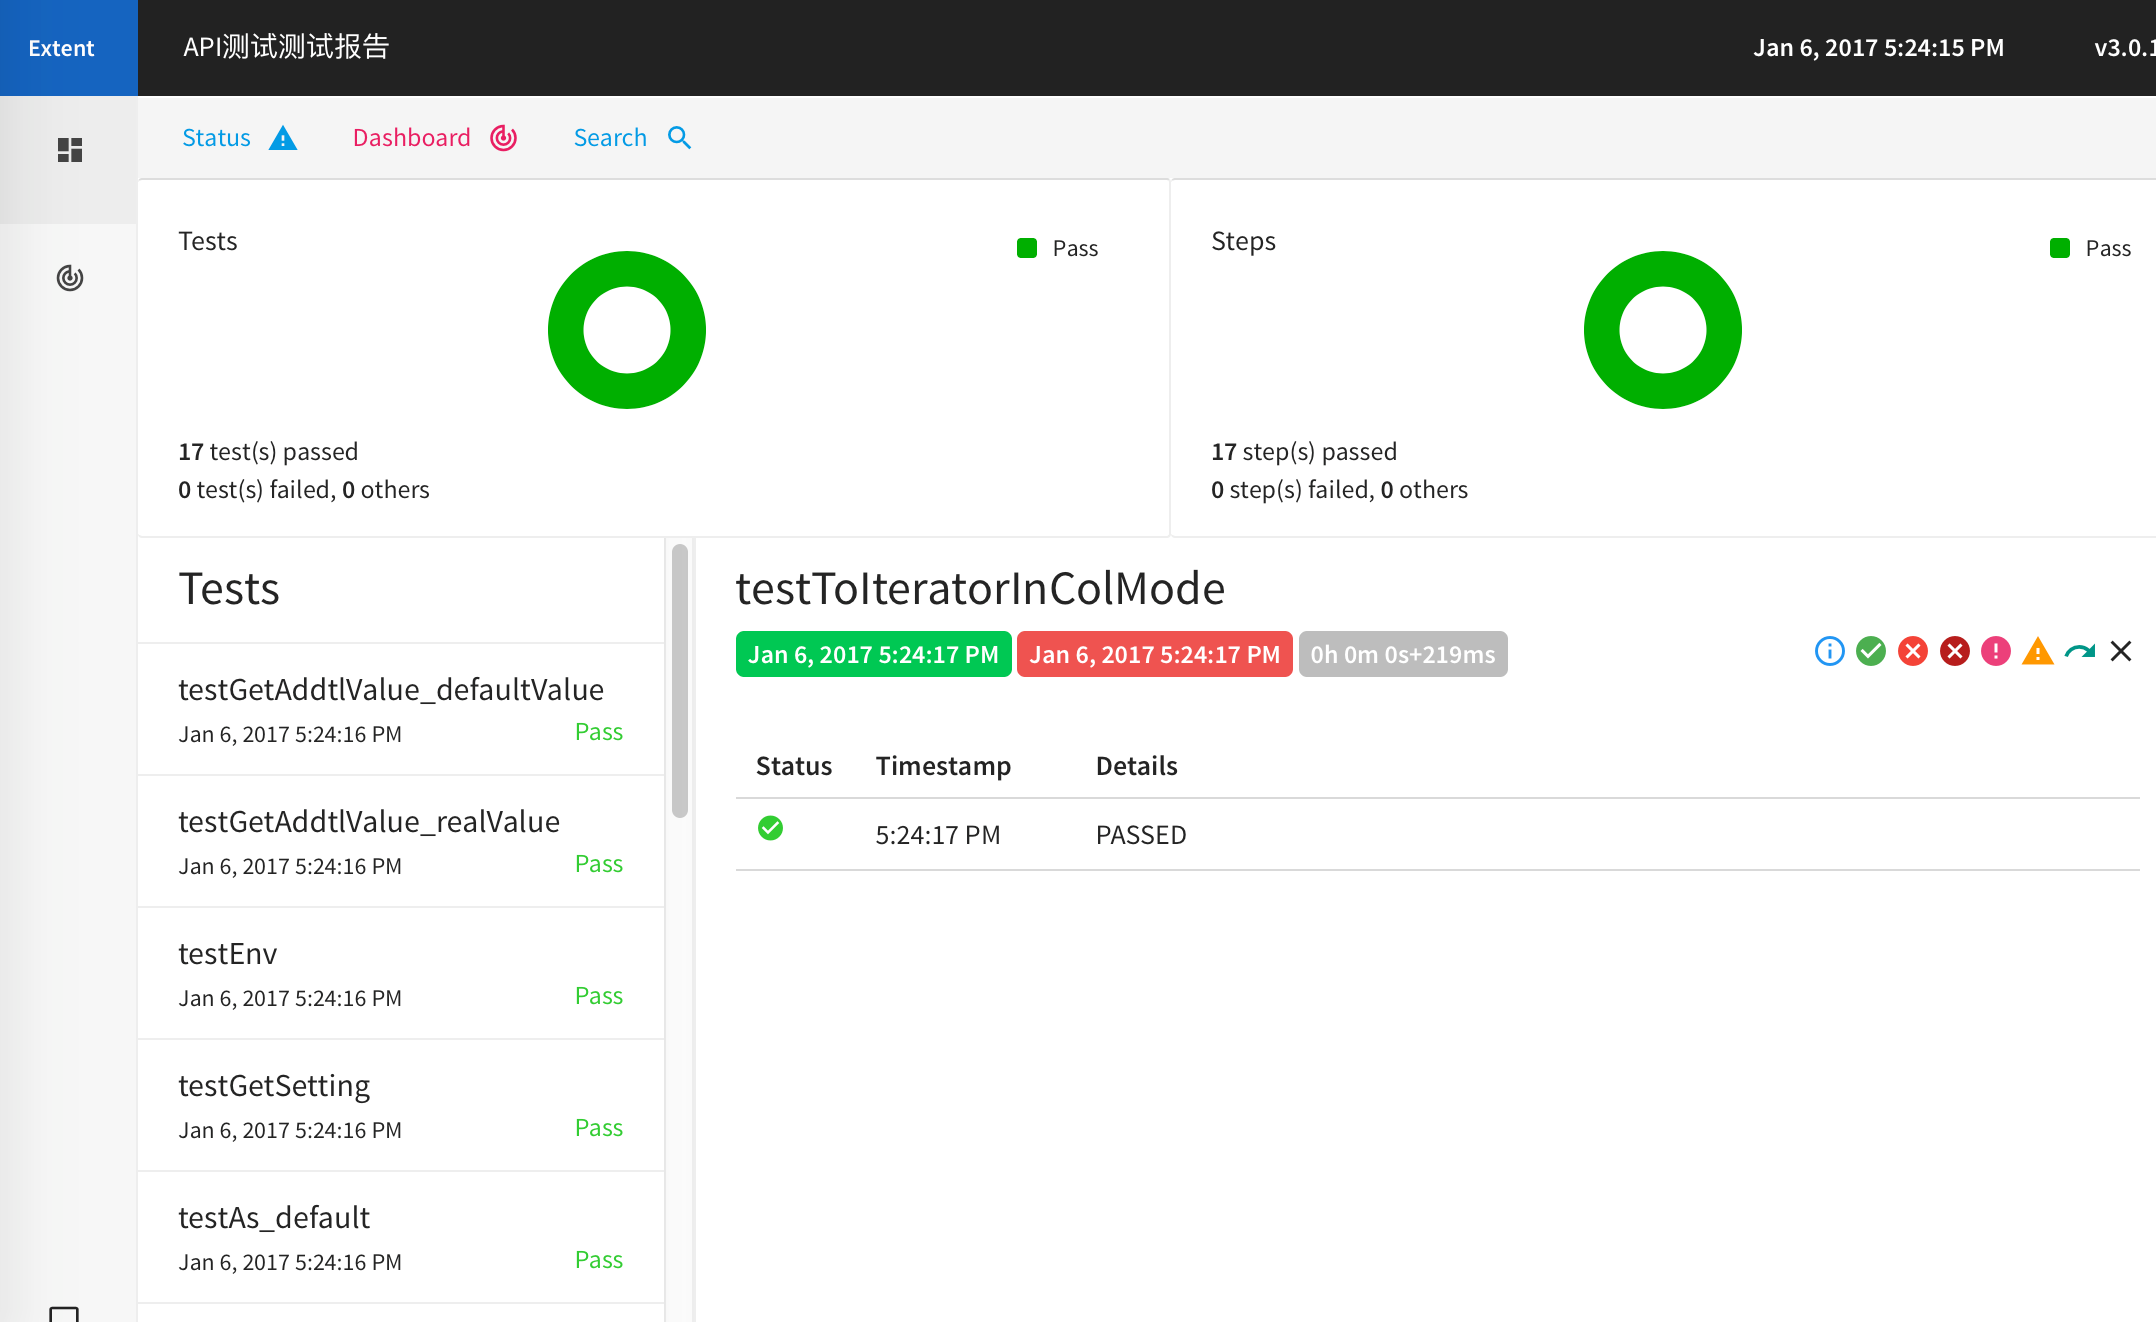 Extent
API测试测试报告
Jan 6, 2017 5:24:15 PM
v3.0.1
Status
Dashboard
Search
Tests
Pass
17 test(s) passed
0 test(s) failed, 0 others
Steps
Pass
17 step(s) passed
0 step(s) failed, 0 others
Tests
testGetAddtlValue_defaultValue
Jan 6, 2017 5:24:16 PM Pass
testGetAddtlValue_realValue
Jan 6, 2017 5:24:16 PM Pass
testEnv
Jan 6, 2017 5:24:16 PM Pass
testGetSetting
Jan 6, 2017 5:24:16 PM Pass
testAs_default
Jan 6, 2017 5:24:16 PM Pass
testToIteratorInColMode
Jan 6, 2017 5:24:17 PM Jan 6, 2017 5:24:17 PM 0h 0m 0s+219ms
Status Timestamp Details
5:24:17 PM PASSED